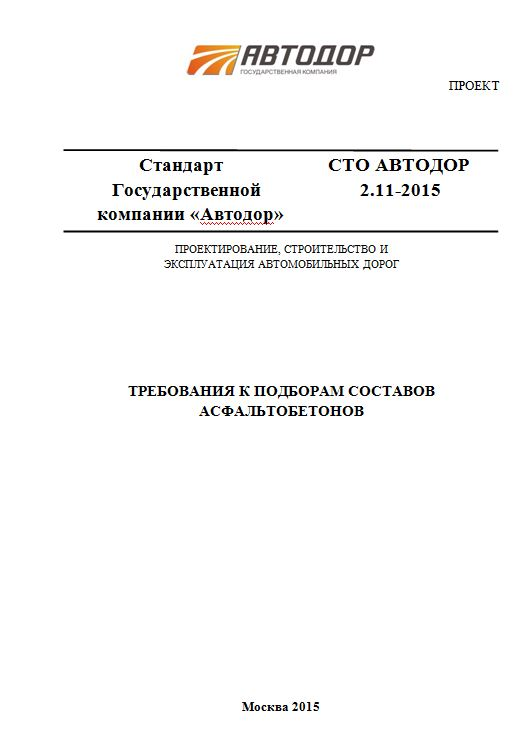 АВТОДОР
ГОСУДАРСТВЕННАЯ КОМПАНИЯ
ПРОЕКТ
Стандарт
Государственной
компании «Автодор»
СТО АВТОДОР
2.11-2015
ПРОЕКТИРОВАНИЕ, СТРОИТЕЛЬСТВО И
ЭКСПЛУАТАЦИЯ АВТОМОБИЛЬНЫХ ДОРОГ
ТРЕБОВАНИЯ К ПОДБОРАМ СОСТАВОВ
АСФАЛЬТОБЕТОНОВ
Москва 2015